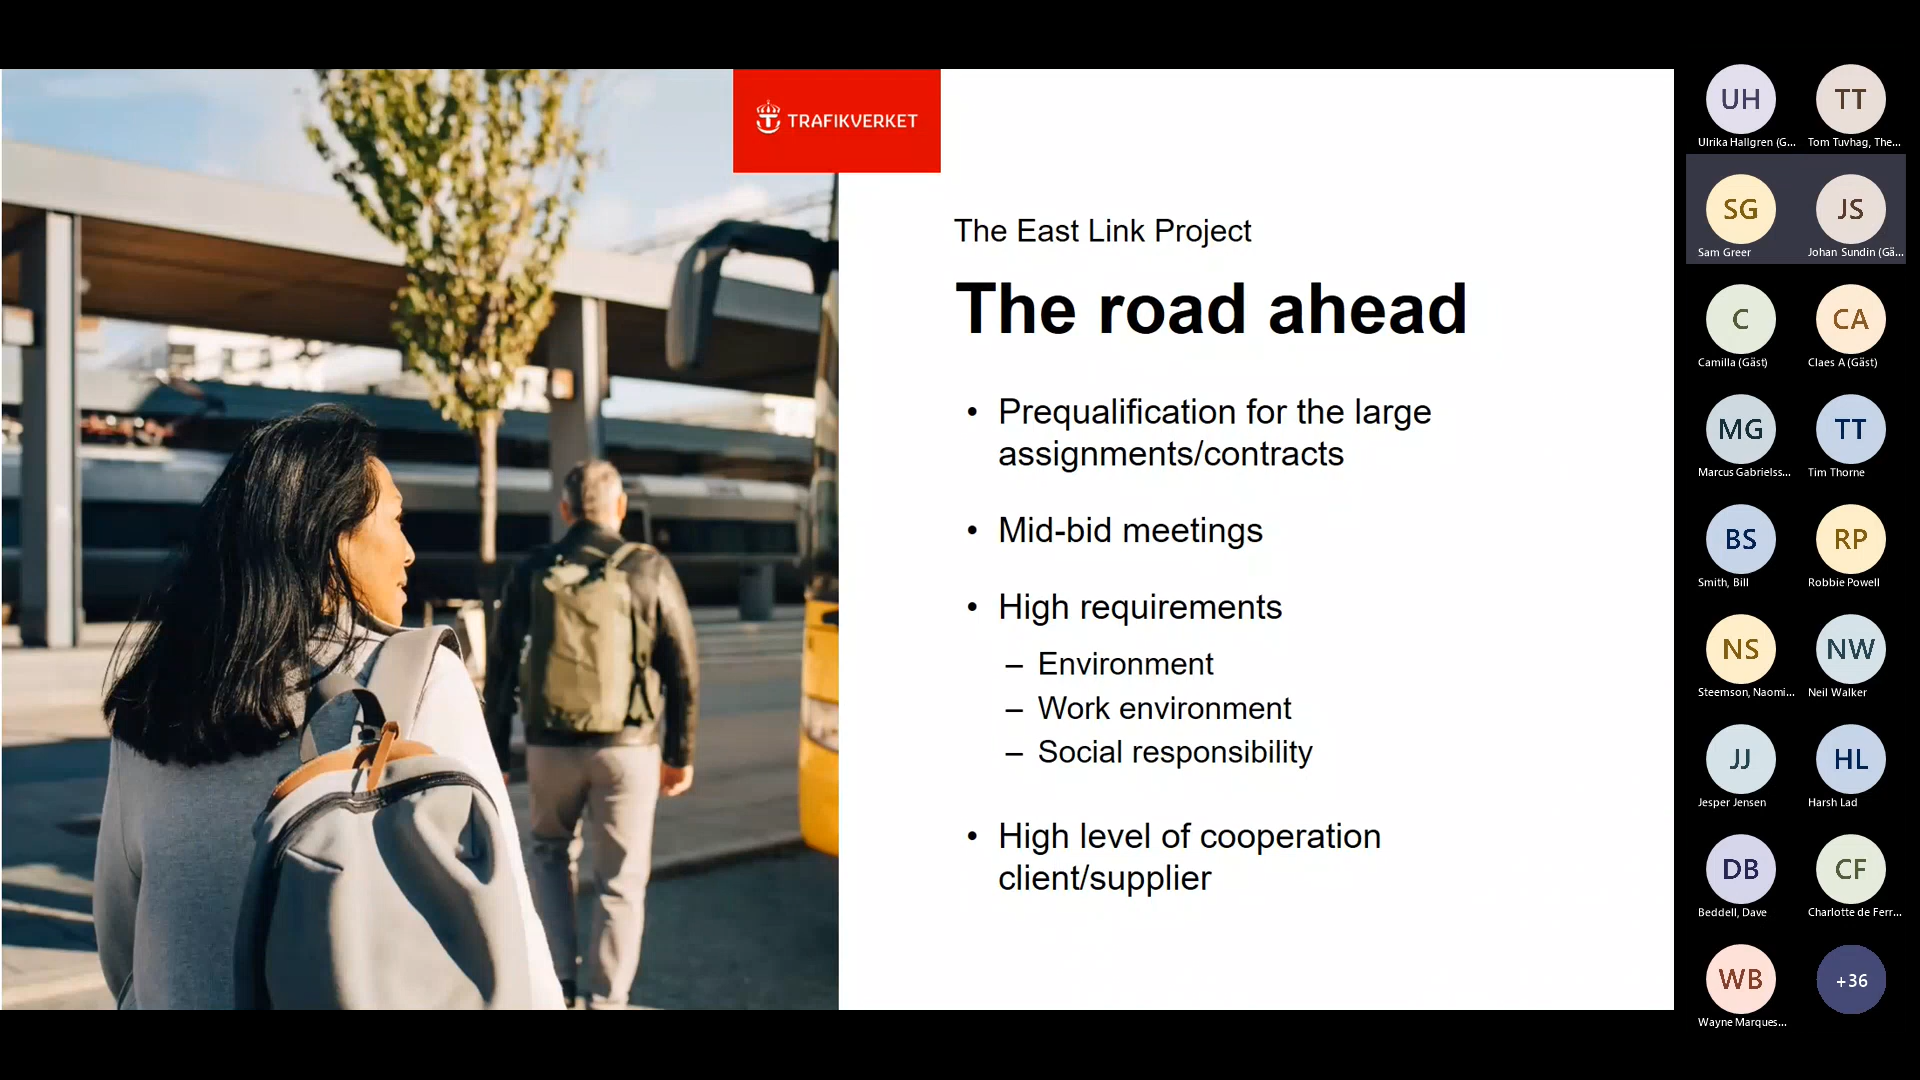 TRAFIKVERKET
The East Link Project
The road ahead
• Prequalification for the large
assignments/contracts
• Mid-bid meetings
• High requirements
– Environment
– Work environment
– Social responsibility
• High level of cooperation
client/supplier
UH
Ulrika Hallgren (G...
TT
Tom Tuvhag, The...
SG
Sam Greer
JS
Johan Sundin (Gä...
C
Camilla (Gäst)
CA
Claes A (Gäst)
MG
Marcus Gabrielss...
TT
Tim Thorne
BS
Smith, Bill
RP
Robbie Powell
NS
Steemson, Naomi...
NW
Neil Walker
JJ
Jesper Jensen
HL
Harsh Lad
DB
Beddell, Dave
CF
Charlotte de Ferr...
WB
Wayne Marques...
+36